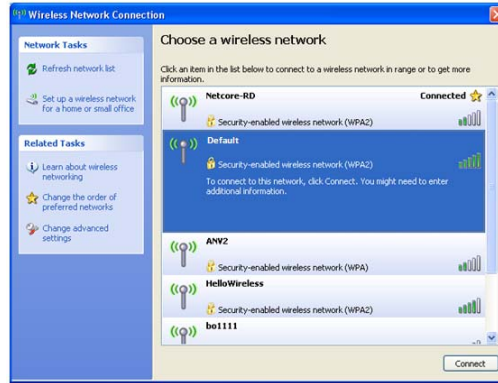 Wireless Network Connection
Network Tasks
Refresh network list
Set up a wireless network
for a home or small office
Related Tasks
Learn about wireless
networking
Change the order of
preferred networks
Change advanced
settings
Choose a wireless network
Click an item in the list below to connect to a wireless network in range or to get more
information.
Netcore-RD Connected
Security-enabled wireless network (WPA2)
Default
Security-enabled wireless network (WPA2)
To connect to this network, click Connect. You might need to enter
additional information.
ANV2
Security-enabled wireless network (WPA)
HelloWireless
Security-enabled wireless network (WPA2)
bo1111
Connect